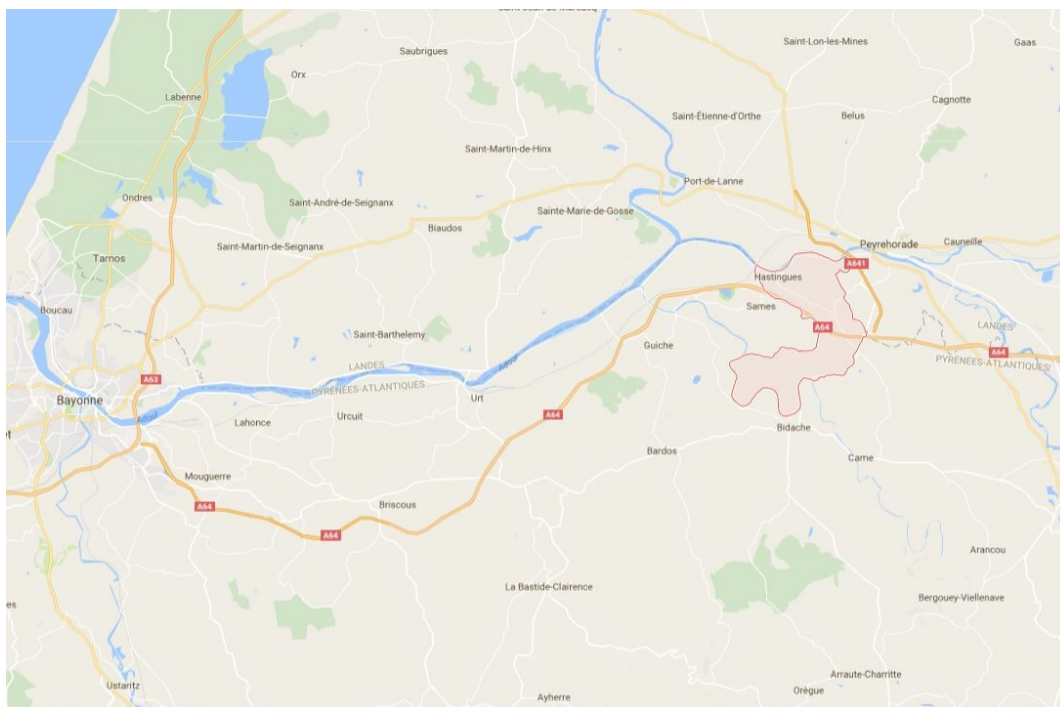 Saubrigues
Saint-Lon-les-Mines
Gaas
Orx
Labenne
Cagnotte
Saint-Étienne-d'Orthe
Belus
Saint-Martin-de-Hinx
Port-de-Lanne
Ondres
Saint-André-de-Seignanx
Sainte-Marie-de-Gosse
Biaudos
Saint-Martin-de-Seignanx
Peyrehorade
Cauneille
Tarnos
A641
Hastingues
Boucau
Sames
A64
LANDES
Saint-Barthelemy
Guiche
A64
PYRÉNÉES-ATLANTIQUES
LANDES
Adour
A63
PYRÉNÉES-ATLANTIQUES
Bayonne
Urt
Adour
Urcuit
A64
Lahonce
Bidache
Bardos
Came
Mouguerre
Briscous
A64
A64
Arancou
La Bastide-Clairence
Bergouey-Viellenave
es
Arraute-Charritte
Ustaritz
Orègue
Ayherre